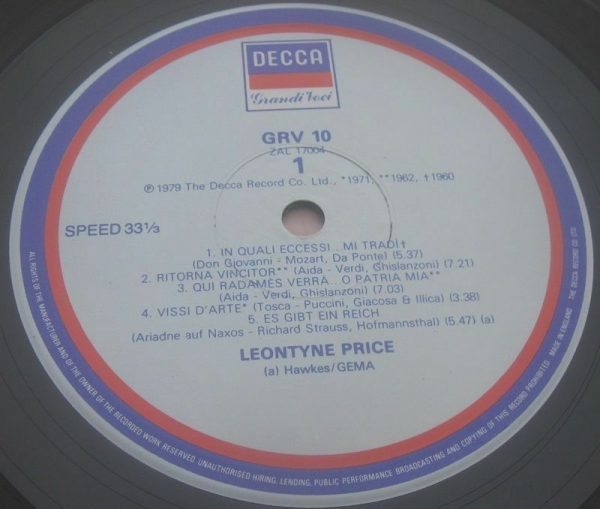 DECCA
Grandi Voci
GRV 10
ZAL 17004
1
℗ 1979 The Decca Record Co. Ltd., *1971, **1962, †1960
SPEED 33⅓
1. IN QUALI ECCESSI...MI TRADÌ†
(Don Giovanni - Mozart, Da Ponte) (5.37)
2. RITORNA VINCITOR** (Aida - Verdi, Ghislanzoni) (7.21)
3. QUI RADAMÈS VERRÀ...O PATRIA MIA**
(Aida - Verdi, Ghislanzoni) (7.03)
4. VISSI D'ARTE* (Tosca - Puccini, Giacosa & Illica) (3.38)
5. ES GIBT EIN REICH
(Ariadne auf Naxos - Richard Strauss, Hofmannsthal) (5.47) (a)
LEONTYNE PRICE
(a) Hawkes/GEMA
ALL RIGHTS OF THE MANUFACTURER AND OF THE OWNER OF THE RECORDED WORK RESERVED. UNAUTHORISED HIRING, LENDING, PUBLIC PERFORMANCE BROADCASTING AND COPYING OF THIS RECORD PROHIBITED. MADE IN ENGLAND THE DECCA RECORD CO. LTD.